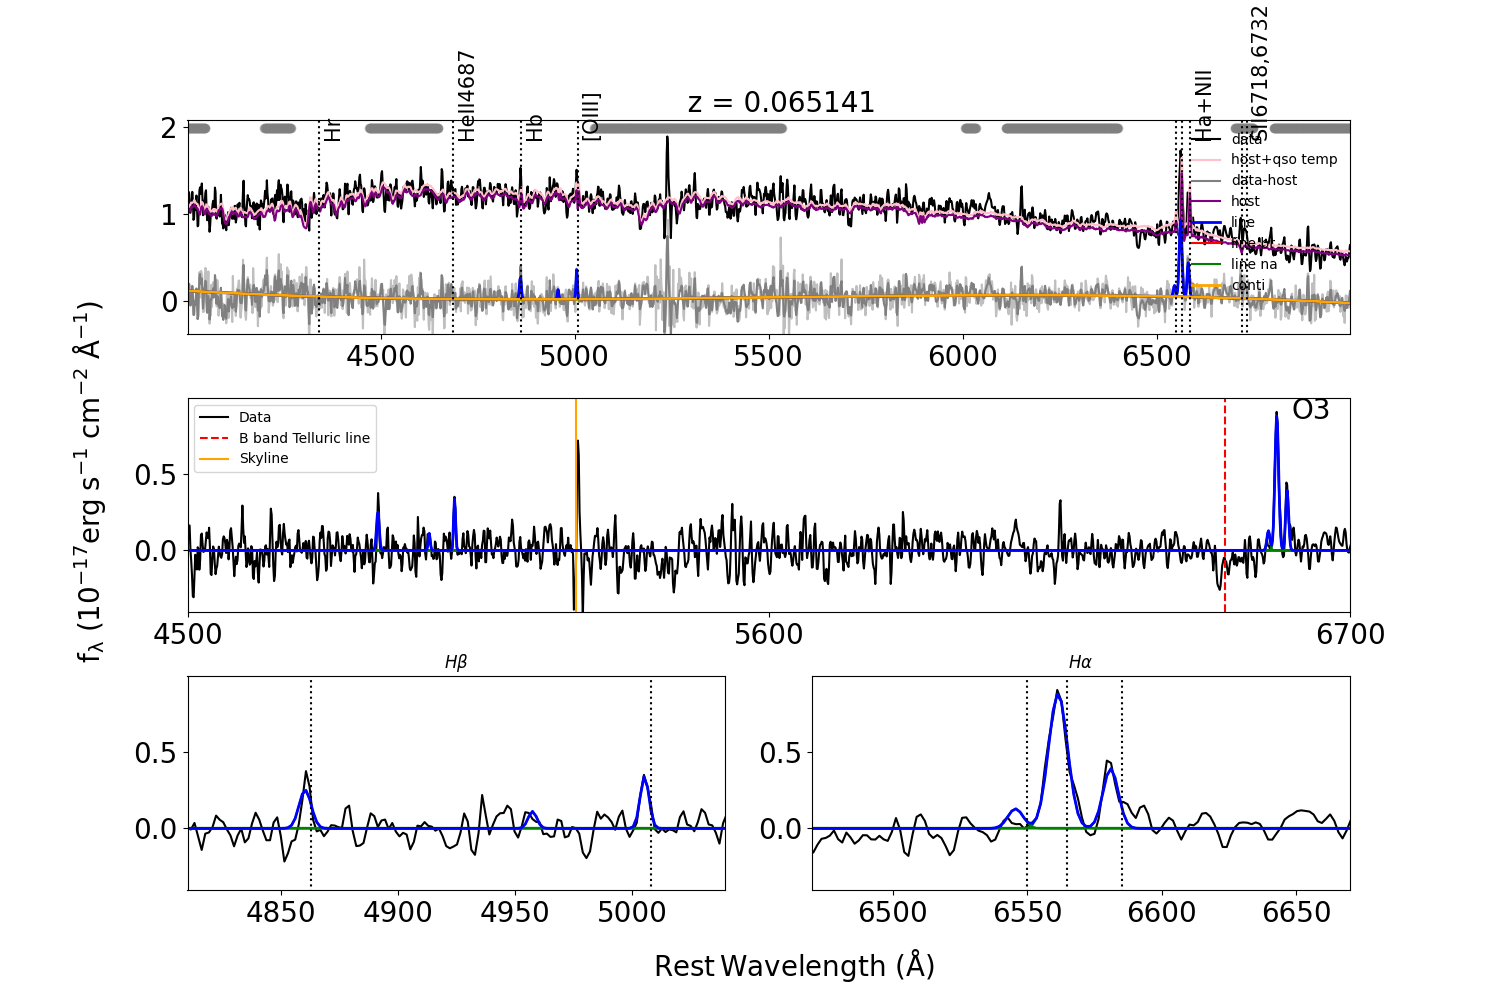 z = 0.065141
Hr
HeII4687
Hb
[OIII]
Ha+NII
SII6718,6732
data
host+qso temp
data-host
host
line
line br
line na
conti
2
1
0
4500
5000
5500
6000
6500
Data
B band Telluric line
Skyline
O3
0.5
0.0
4500
5600
6700
fλ (10⁻¹⁷erg s⁻¹ cm⁻² Å⁻¹)
Hβ
0.5
0.0
4850
4900
4950
5000
Hα
0.5
0.0
6500
6550
6600
6650
Rest Wavelength (Å)